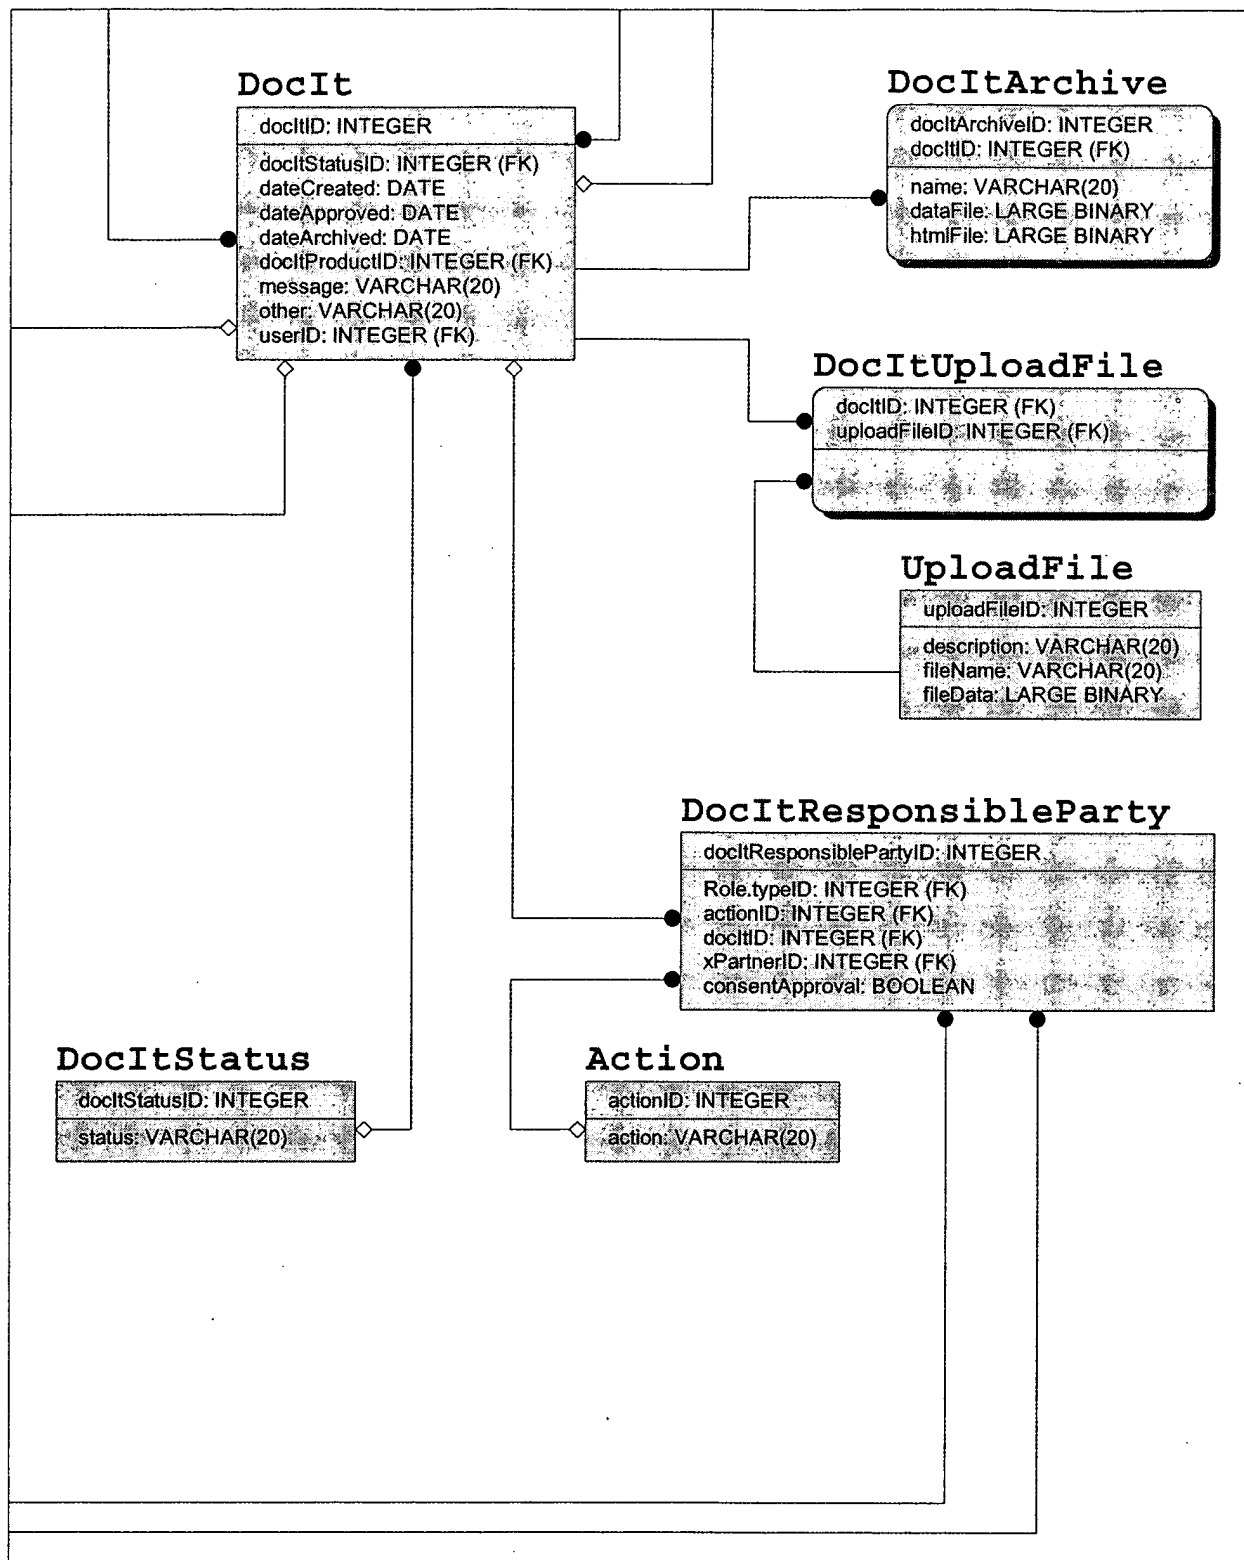 DocIt
docItID: INTEGER
docItStatusID: INTEGER (FK)
dateCreated: DATE
dateApproved: DATE
dateArchived: DATE
docItProductID: INTEGER (FK)
message: VARCHAR(20)
other: VARCHAR(20)
userID: INTEGER (FK)
DocItArchive
docItArchiveID: INTEGER
docItID: INTEGER (FK)
name: VARCHAR(20)
dataFile: LARGE BINARY
htmlFile: LARGE BINARY
DocItUploadFile
docItID: INTEGER (FK)
uploadFileID: INTEGER (FK)
UploadFile
uploadFileID: INTEGER
description: VARCHAR(20)
fileName: VARCHAR(20)
fileData: LARGE BINARY
DocItResponsibleParty
docItResponsiblePartyID: INTEGER
Role.typeID: INTEGER (FK)
actionID: INTEGER (FK)
docItID: INTEGER (FK)
xPartnerID: INTEGER (FK)
consentApproval: BOOLEAN
DocItStatus
docItStatusID: INTEGER
status: VARCHAR(20)
Action
actionID: INTEGER
action: VARCHAR(20)